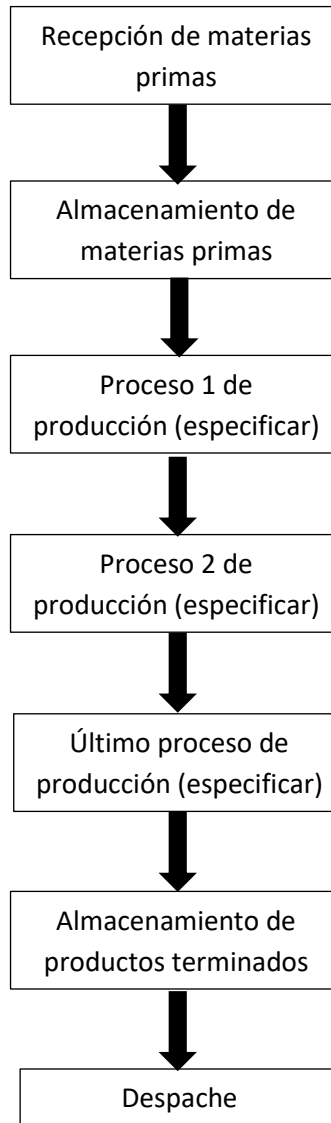 Recepción de materias
primas
Almacenamiento de
materias primas
Proceso 1 de
producción (especificar)
Proceso 2 de
producción (especificar)
Último proceso de
producción (especificar)
Almacenamiento de
productos terminados
Despache